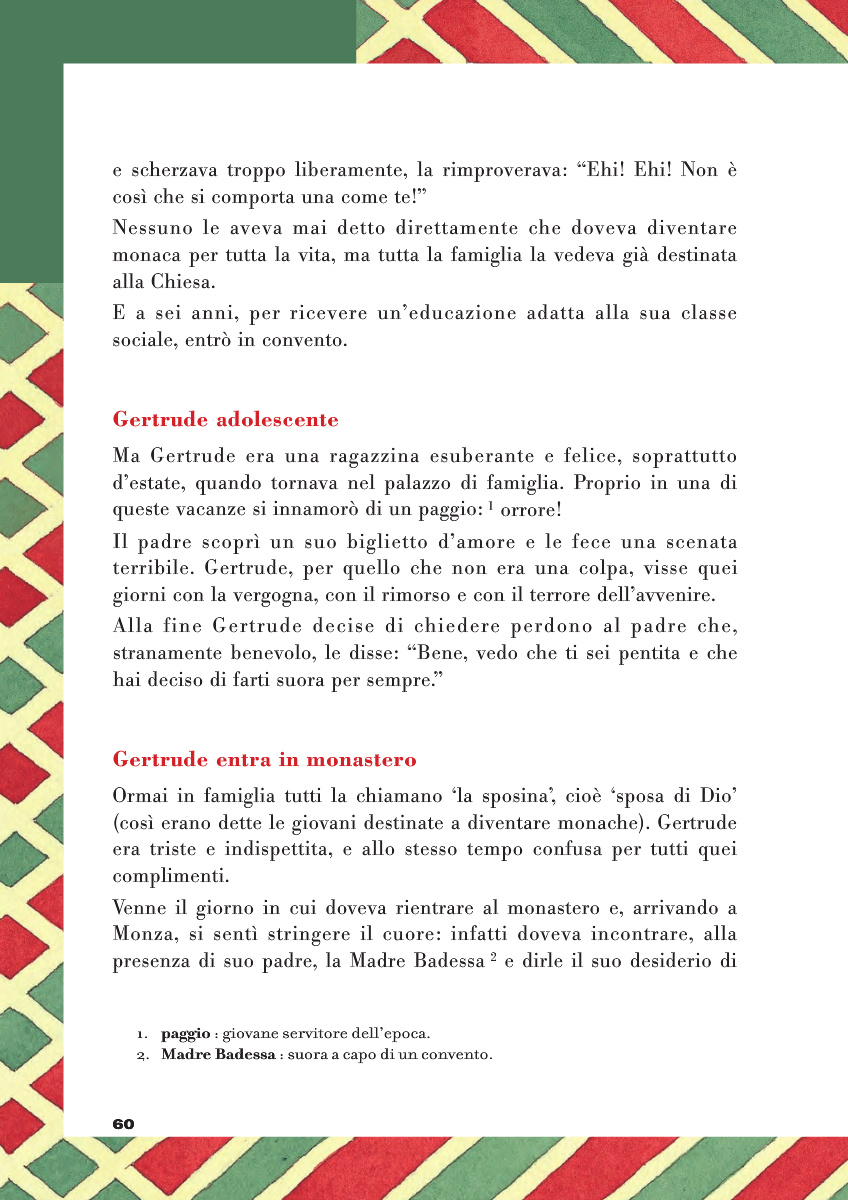 e scherzava troppo liberamente, la rimproverava: “Ehi! Ehi! Non è
così che si comporta una come te!”
Nessuno le aveva mai detto direttamente che doveva diventare
monaca per tutta la vita, ma tutta la famiglia la vedeva già destinata
alla Chiesa.
E a sei anni, per ricevere un’educazione adatta alla sua classe
sociale, entrò in convento.
Gertrude adolescente
Ma Gertrude era una ragazzina esuberante e felice, soprattutto
d’estate, quando tornava nel palazzo di famiglia. Proprio in una di
queste vacanze si innamorò di un paggio: 1 orrore!
Il padre scoprì un suo biglietto d’amore e le fece una scenata
terribile. Gertrude, per quello che non era una colpa, visse quei
giorni con la vergogna, con il rimorso e con il terrore dell’avvenire.
Alla fine Gertrude decise di chiedere perdono al padre che,
stranamente benevolo, le disse: “Bene, vedo che ti sei pentita e che
hai deciso di farti suora per sempre.”
Gertrude entra in monastero
Ormai in famiglia tutti la chiamano ‘la sposina’, cioè ‘sposa di Dio’
(così erano dette le giovani destinate a diventare monache). Gertrude
era triste e indispettita, e allo stesso tempo confusa per tutti quei
complimenti.
Venne il giorno in cui doveva rientrare al monastero e, arrivando a
Monza, si sentì stringere il cuore: infatti doveva incontrare, alla
presenza di suo padre, la Madre Badessa 2 e dirle il suo desiderio di
1. paggio : giovane servitore dell’epoca.
2. Madre Badessa : suora a capo di un convento.
60